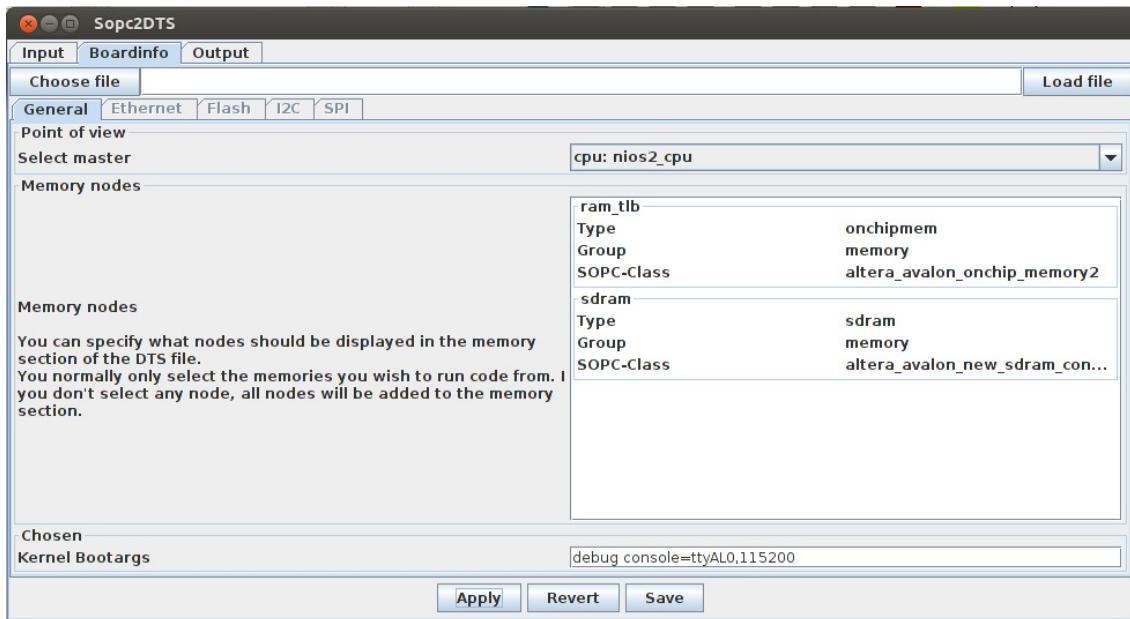 Sopc2DTS
Input Boardinfo Output
Choose file Load file
General Ethernet Flash I2C SPI
Point of view
Select master cpu: nios2_cpu
Memory nodes
ram_tlb
Type onchipmem
Group memory
SOPC-Class altera_avalon_onchip_memory2
sdram
Type sdram
Group memory
SOPC-Class altera_avalon_new_sdram_con...
Memory nodes
You can specify what nodes should be displayed in the memory
section of the DTS file.
You normally only select the memories you wish to run code from. I
you don't select any node, all nodes will be added to the memory
section.
Chosen
Kernel Bootargs debug console=ttyAL0,115200
Apply Revert Save